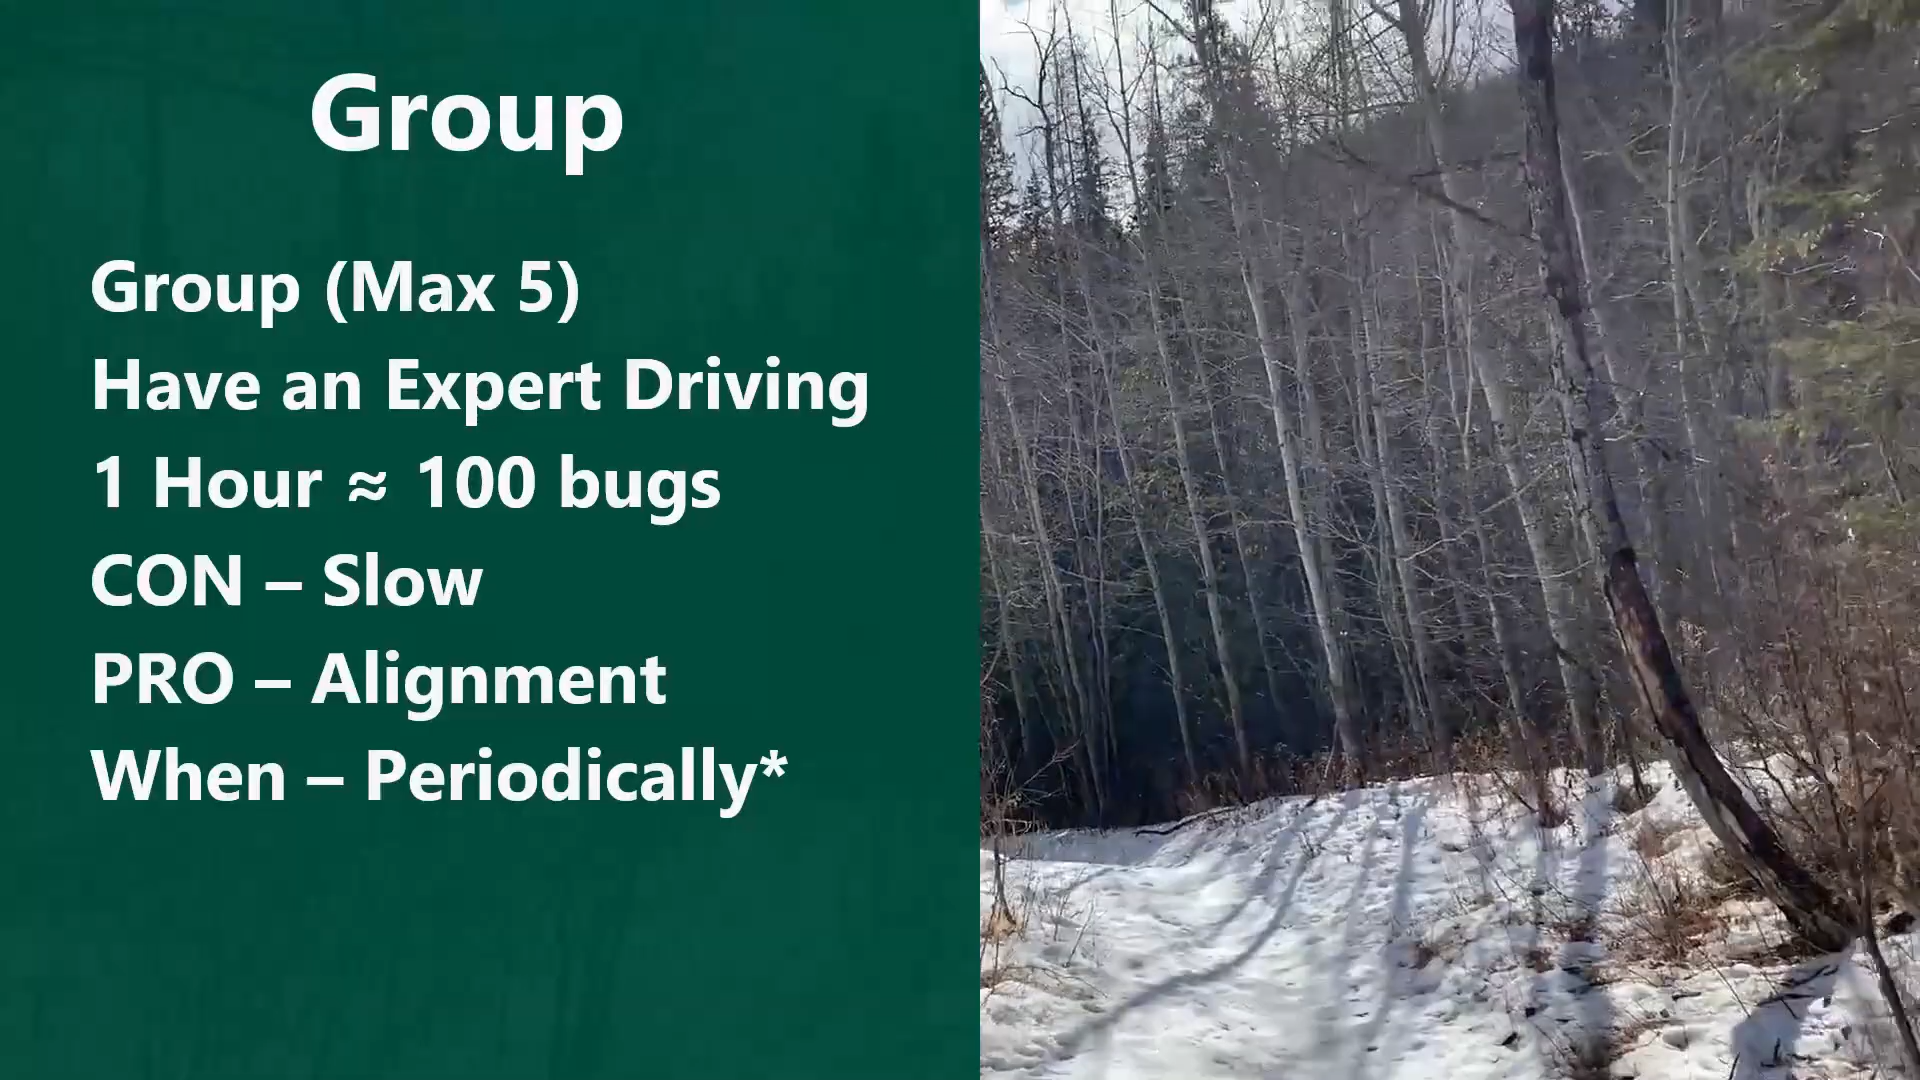 Group
Group (Max 5)
Have an Expert Driving
1 Hour ≈ 100 bugs
CON – Slow
PRO – Alignment
When – Periodically*